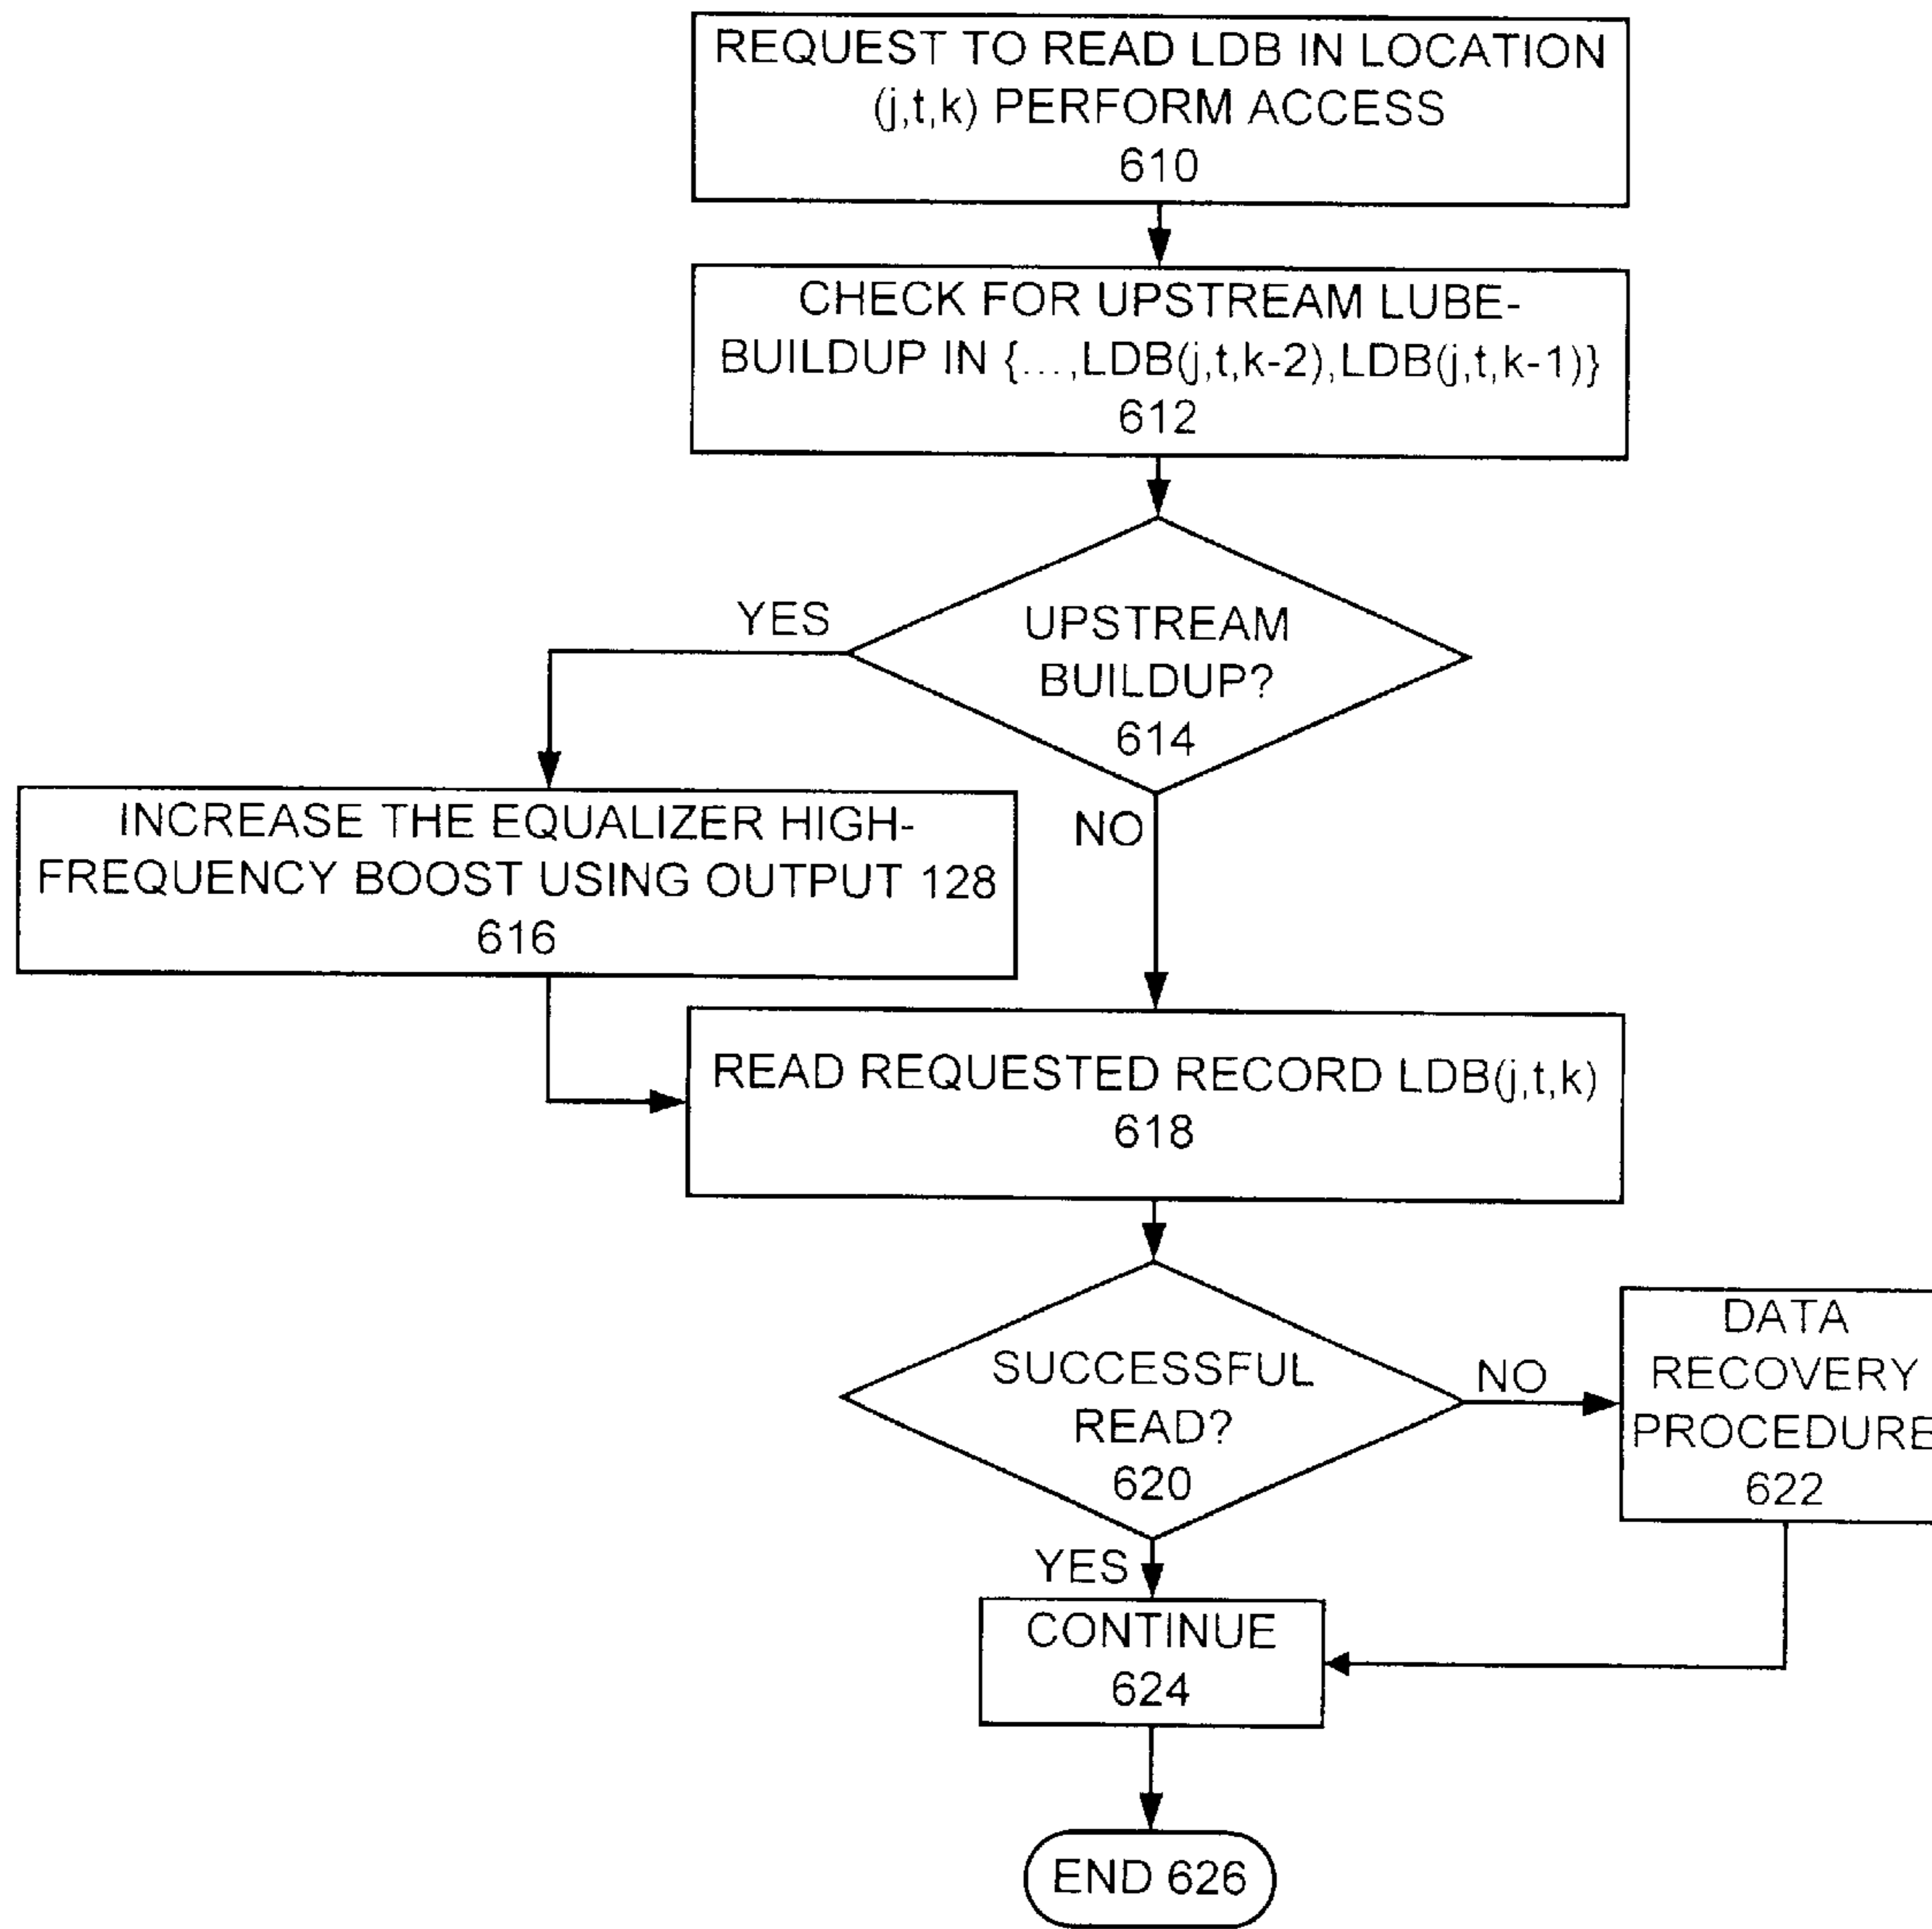 REQUEST TO READ LDB IN LOCATION
(j,t,k) PERFORM ACCESS
610
CHECK FOR UPSTREAM LUBE-
BUILDUP IN {...,LDB(j,t,k-2),LDB(j,t,k-1)}
612
YES
UPSTREAM
BUILDUP?
614
INCREASE THE EQUALIZER HIGH-
FREQUENCY BOOST USING OUTPUT 128
616
NO
READ REQUESTED RECORD LDB(j,t,k)
618
SUCCESSFUL
READ?
620
NO
DATA
RECOVERY
PROCEDURE
622
YES
CONTINUE
624
END 626